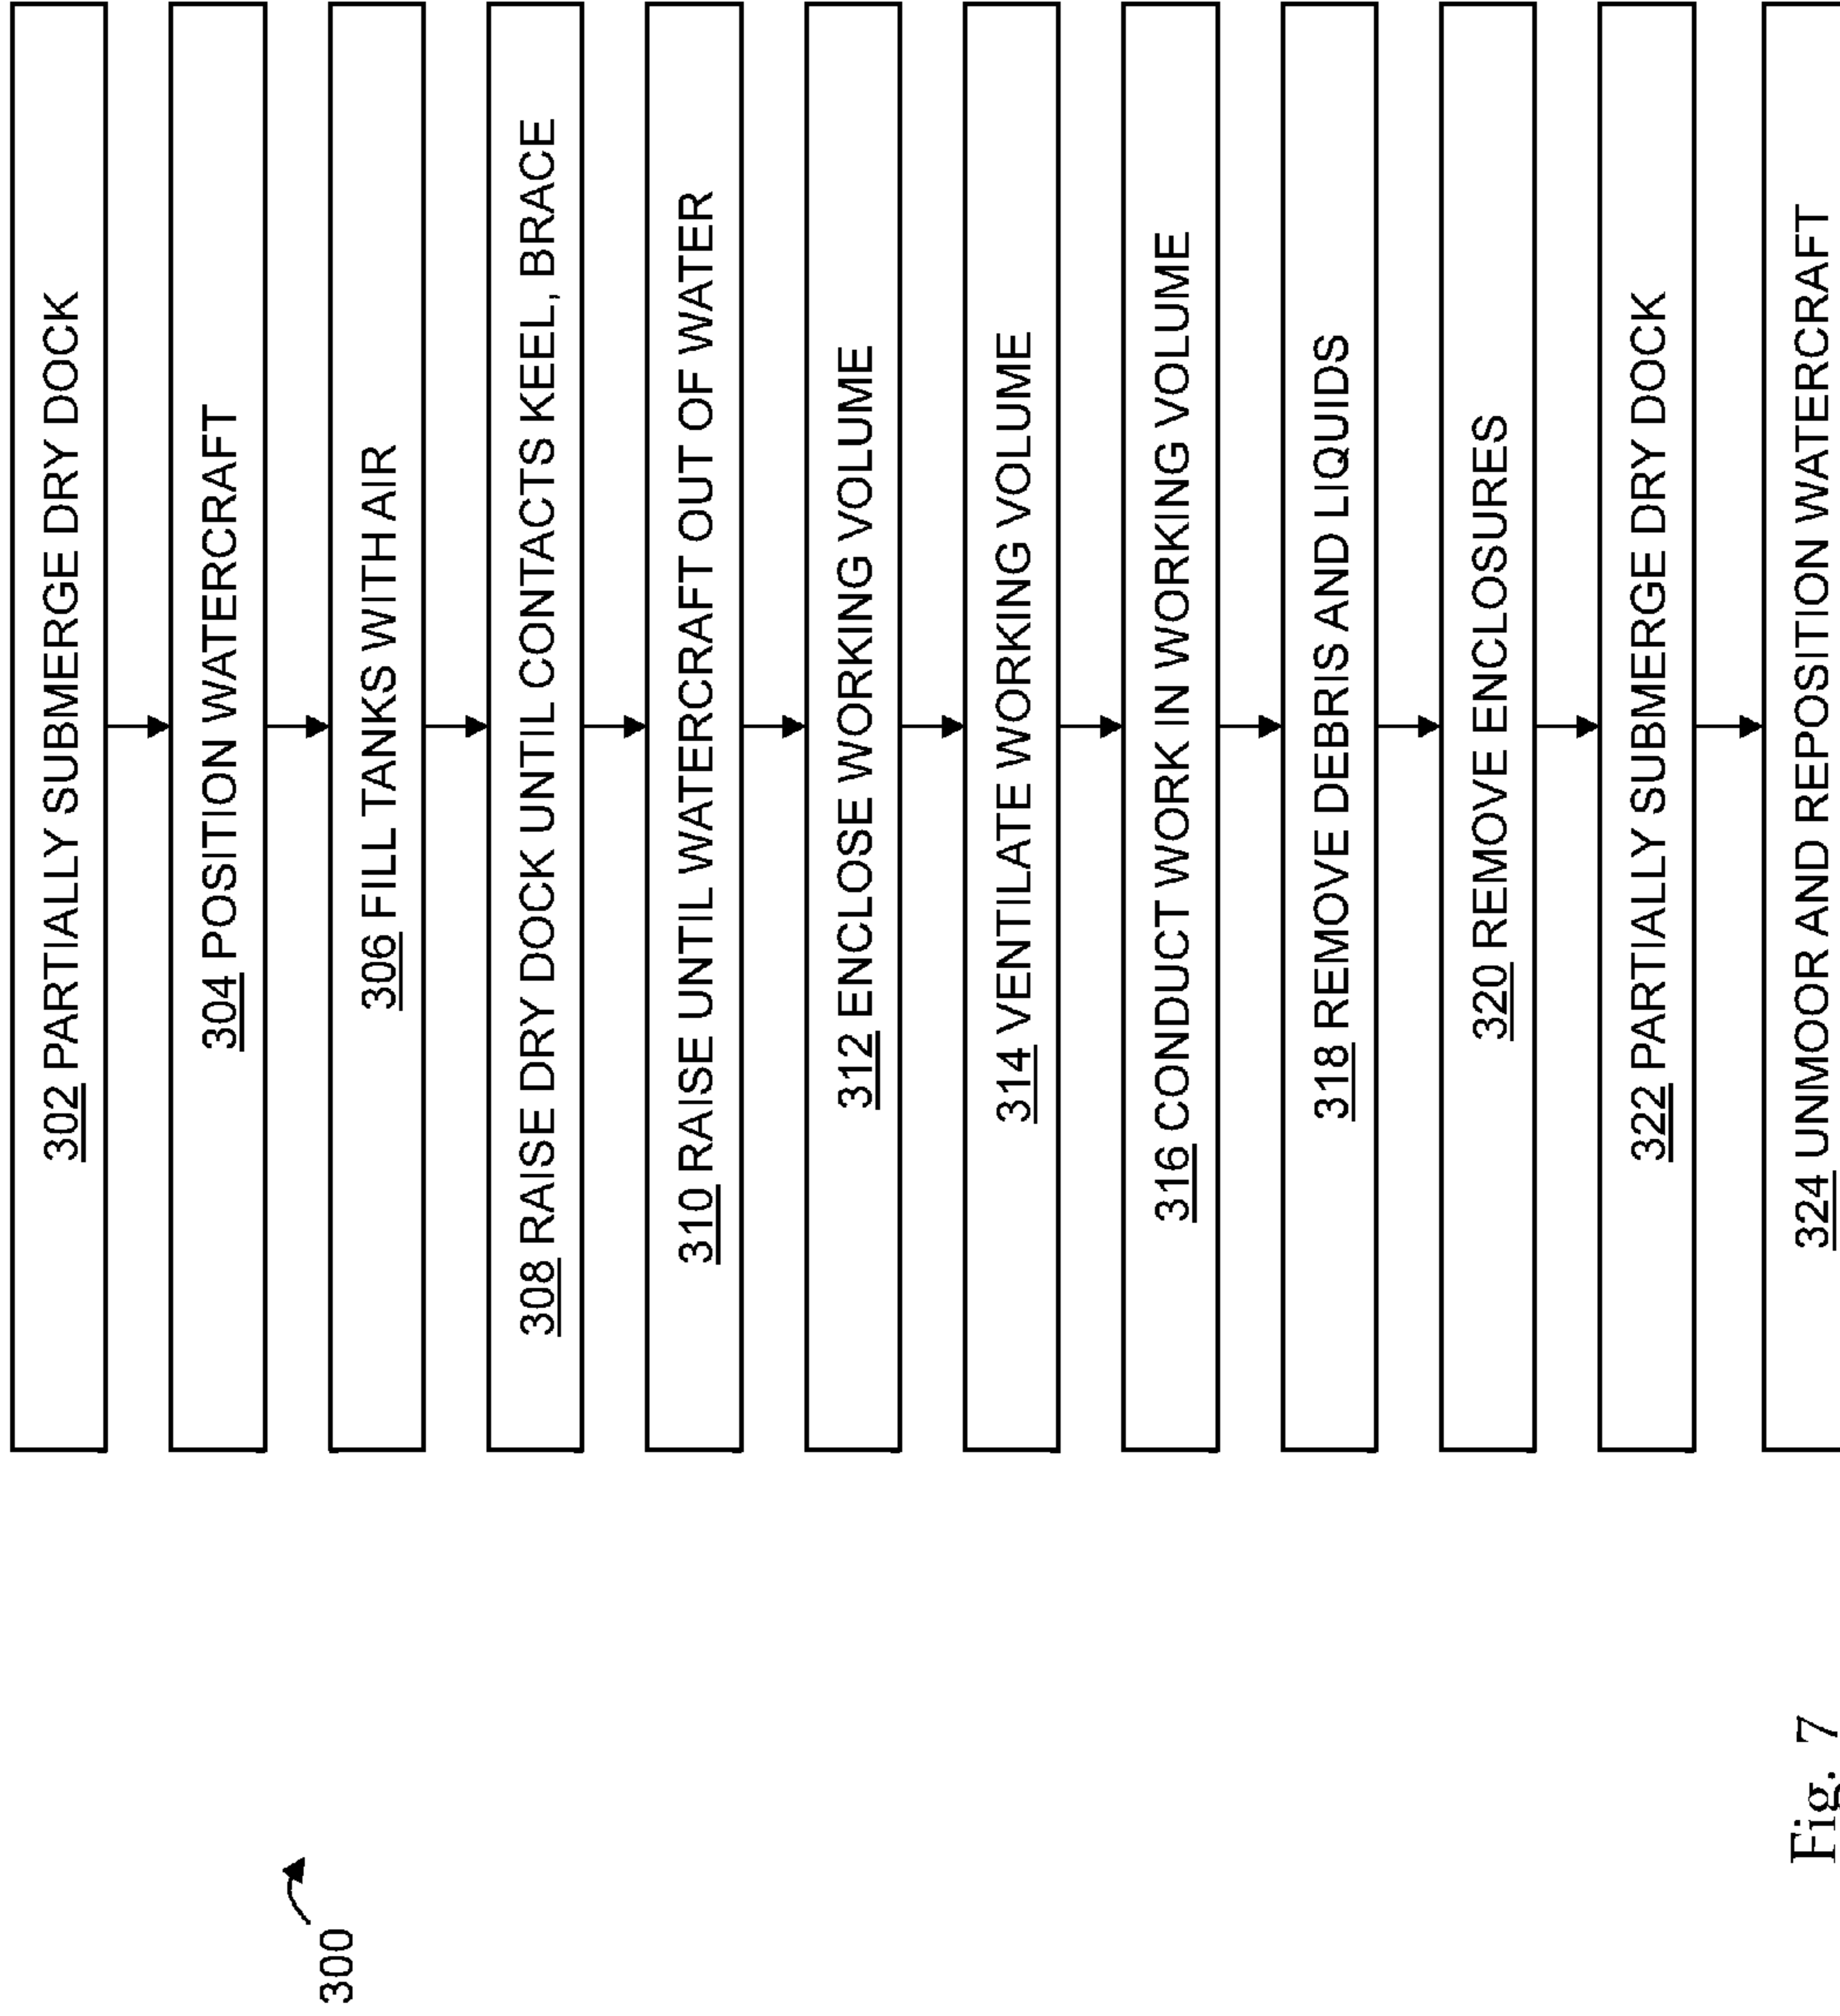 300
302 PARTIALLY SUBMERGE DRY DOCK
304 POSITION WATERCRAFT
306 FILL TANKS WITH AIR
308 RAISE DRY DOCK UNTIL CONTACTS KEEL, BRACE
310 RAISE UNTIL WATERCRAFT OUT OF WATER
312 ENCLOSE WORKING VOLUME
314 VENTILATE WORKING VOLUME
316 CONDUCT WORK IN WORKING VOLUME
318 REMOVE DEBRIS AND LIQUIDS
320 REMOVE ENCLOSURES
322 PARTIALLY SUBMERGE DRY DOCK
324 UNMOOR AND REPOSITION WATERCRAFT
Fig. 7